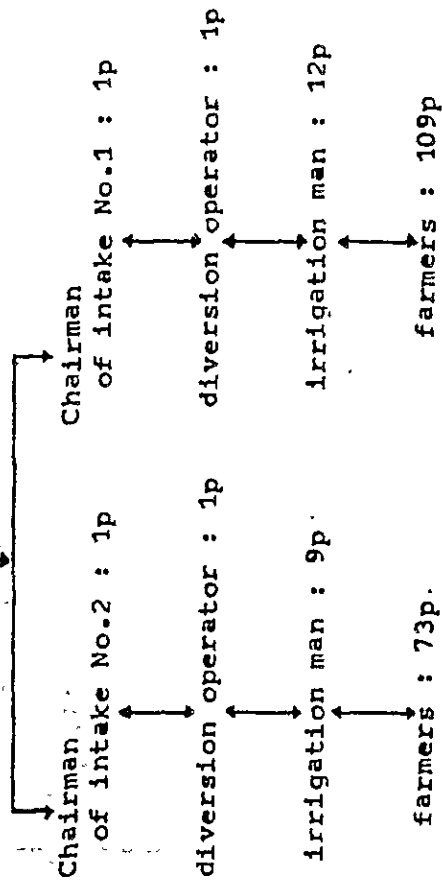 Chairman
of intake No.2 : 1p
diversion operator : 1p
irrigation man : 9p
farmers : 73p.
Chairman
of intake No.1 : 1p
diversion operator : 1p
irrigation man : 12p
farmers : 109p